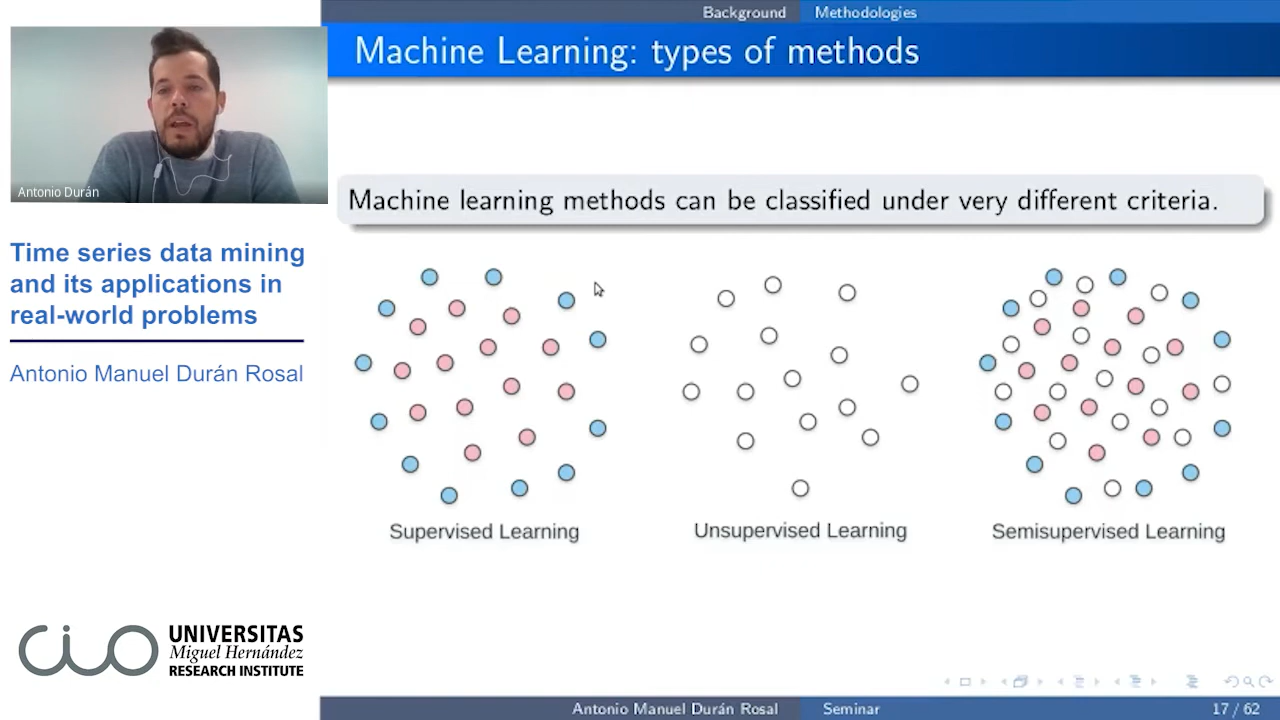 Background Methodologies
Machine Learning: types of methods
Antonio Durán
Machine learning methods can be classified under very different criteria.
Time series data mining
and its applications in
real-world problems
Antonio Manuel Durán Rosal
Supervised Learning
Unsupervised Learning
Semisupervised Learning
CIO
UNIVERSITAS
Miguel Hernández
RESEARCH INSTITUTE
Antonio Manuel Durán Rosal Seminar 17 / 62